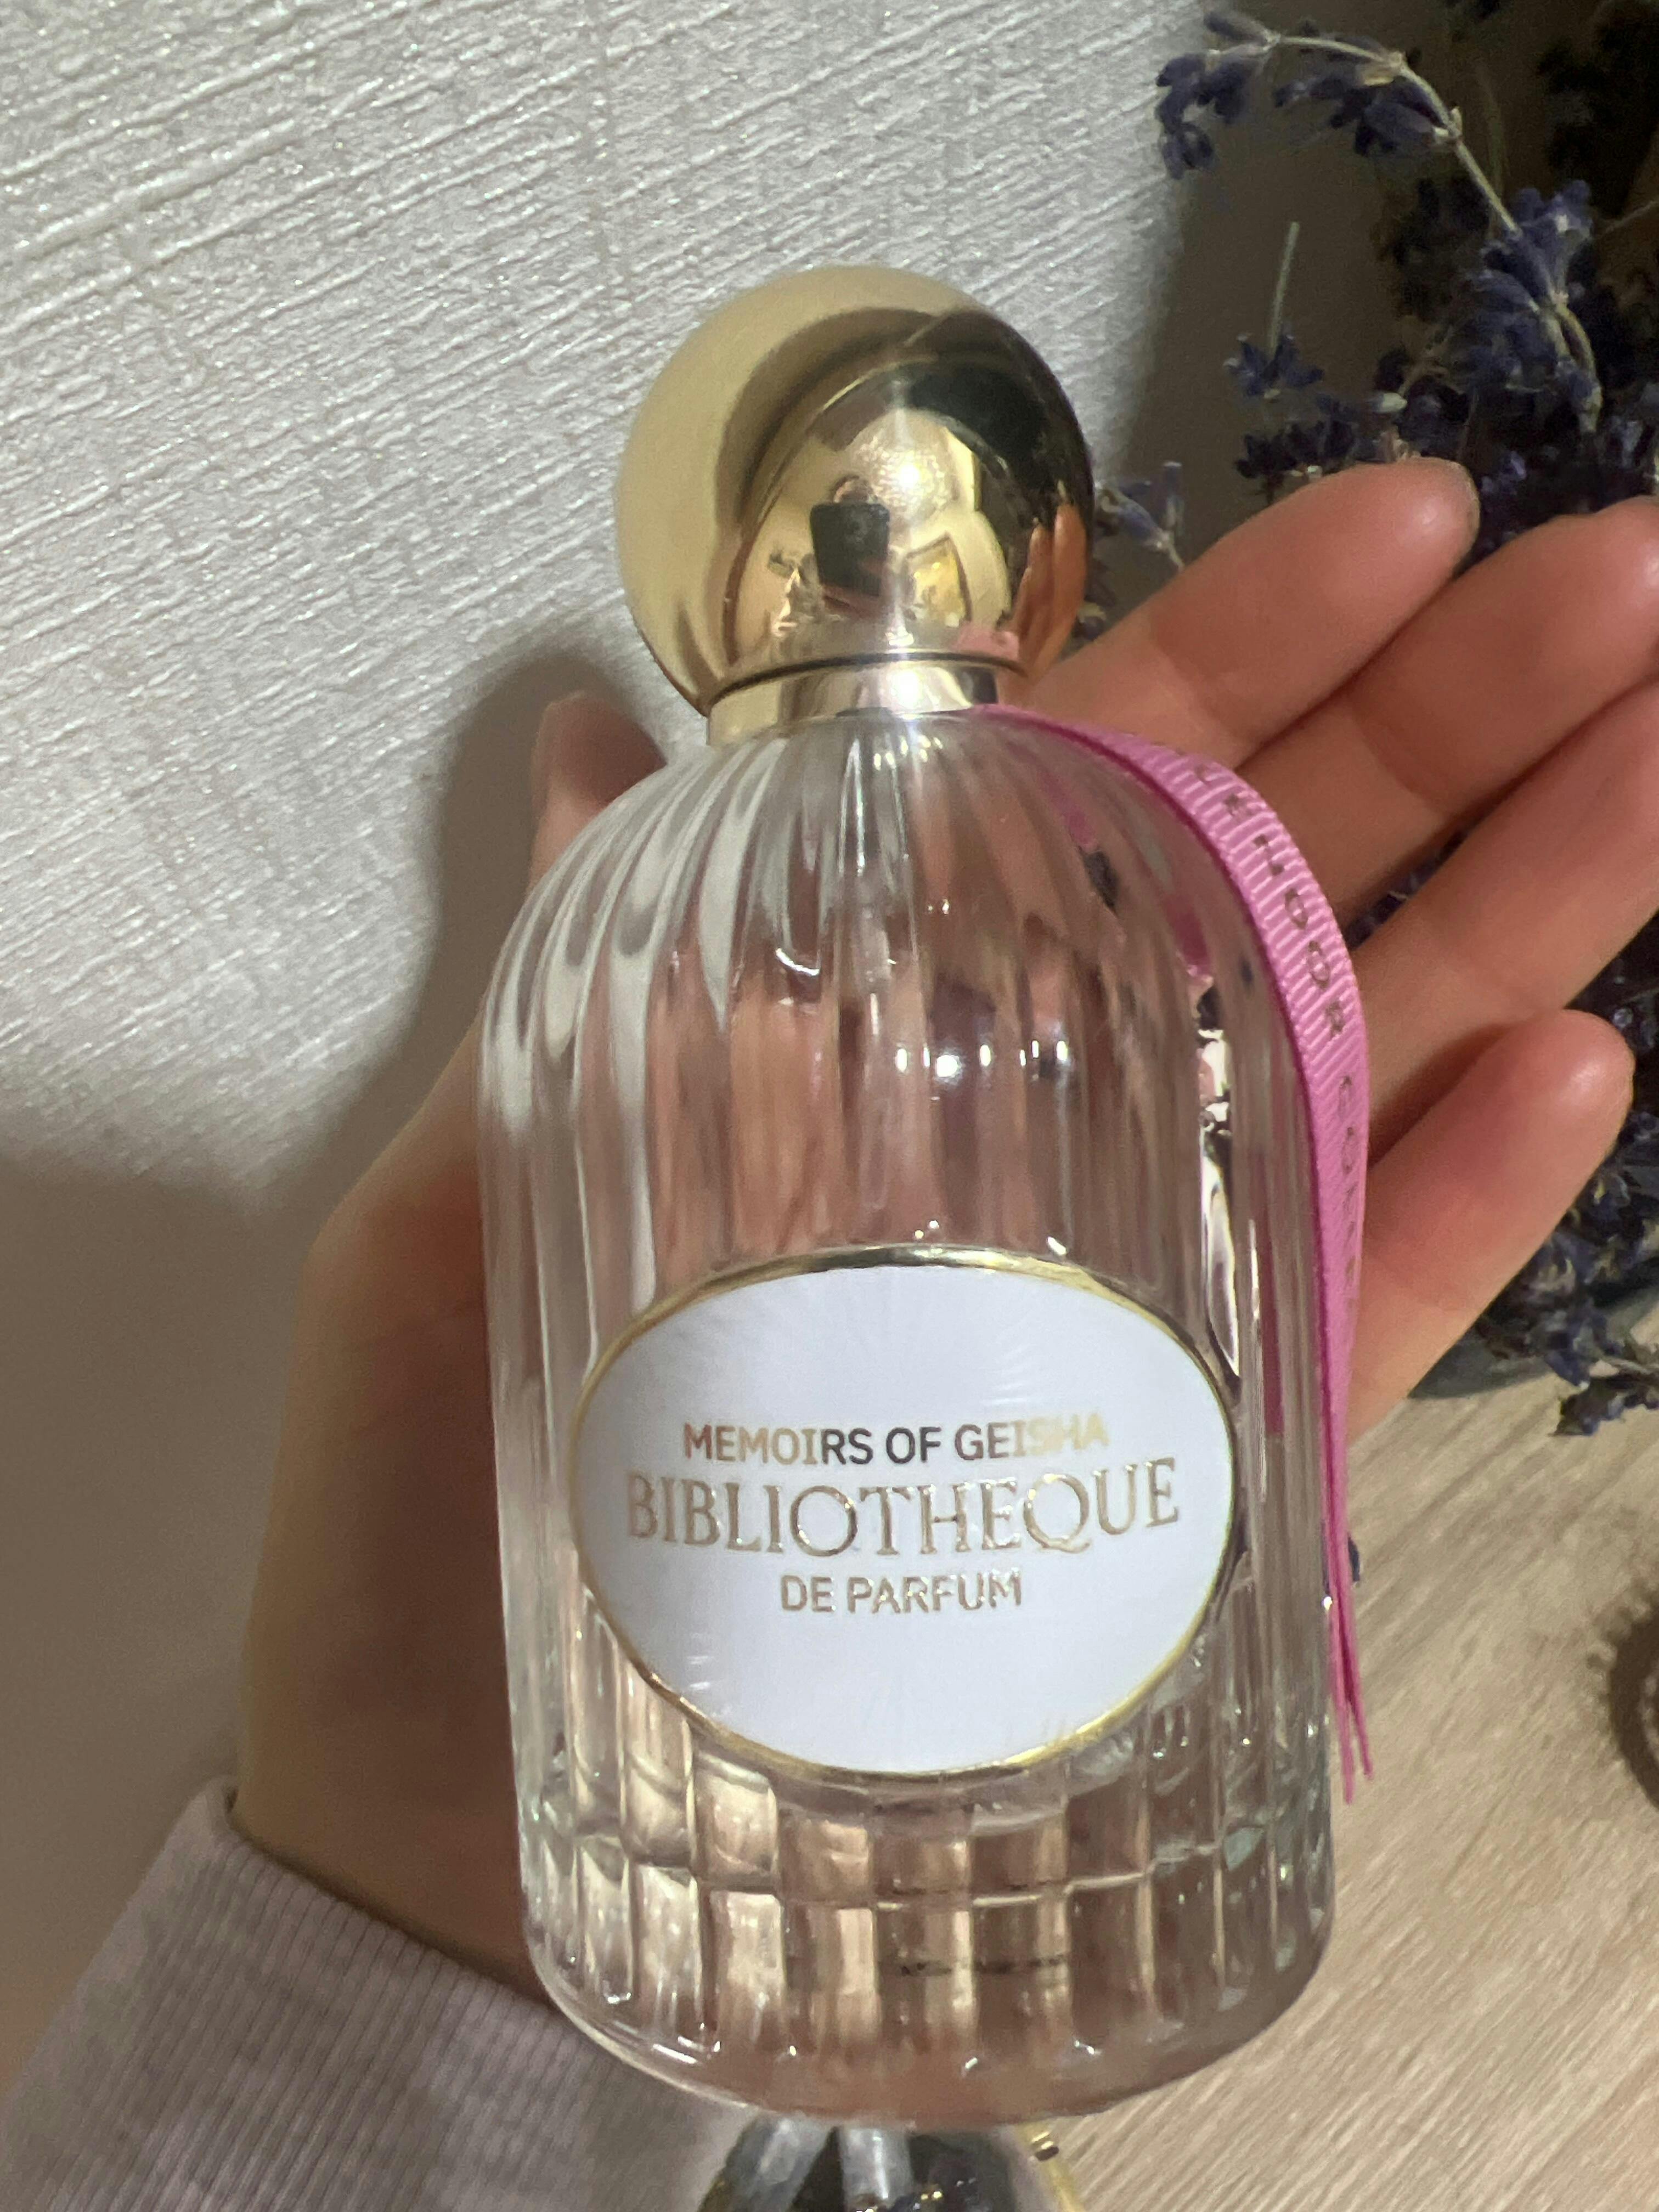 MEMOIRS OF GEISHA
BIBLIOTHEQUE
DE PARFUM